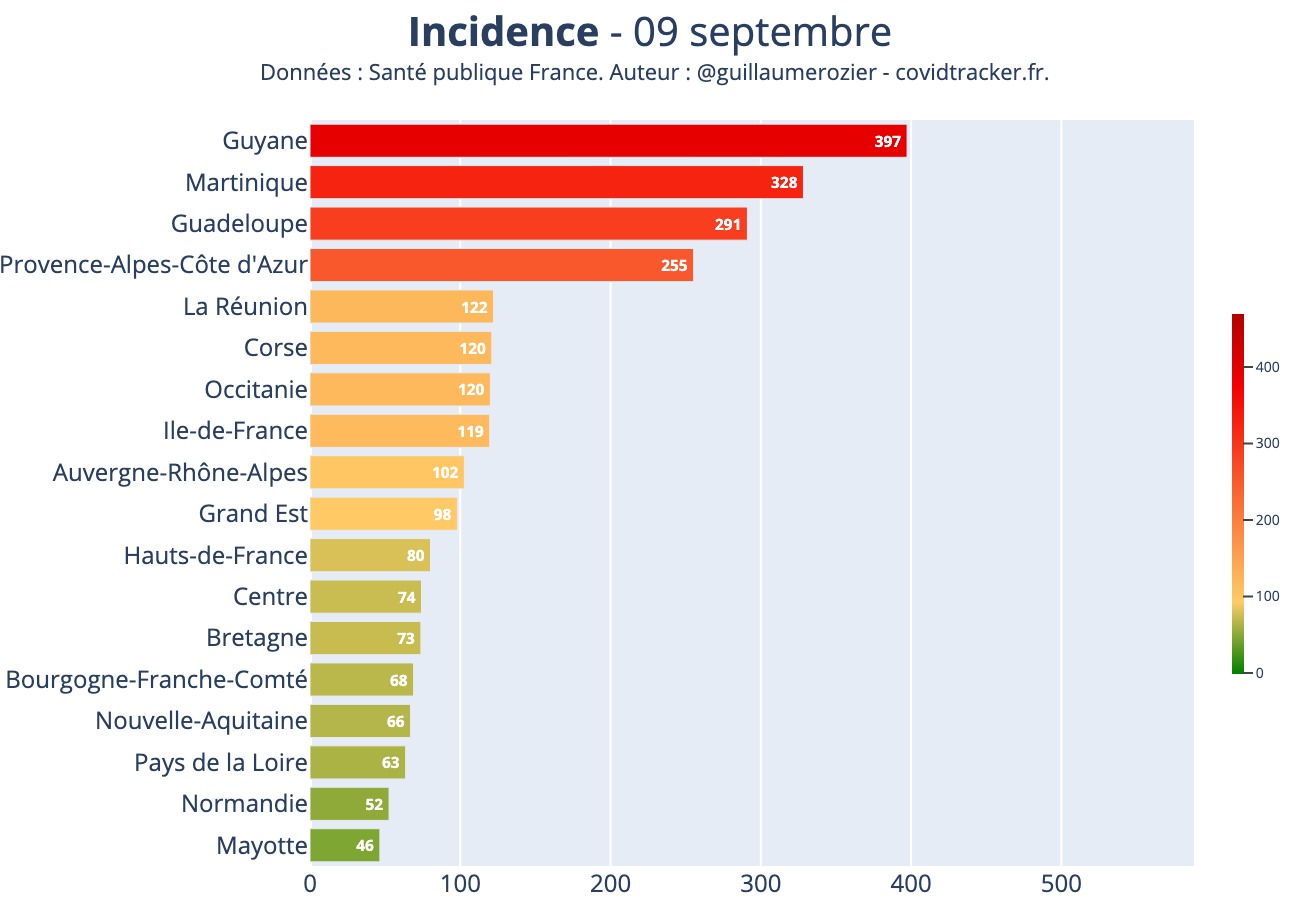 Incidence - 09 septembre
Données : Santé publique France. Auteur : @guillaumerozier - covidtracker.fr.
Guyane 397
Martinique 328
Guadeloupe 291
Provence-Alpes-Côte d'Azur 255
La Réunion 122
Corse 120
Occitanie 120
Ile-de-France 119
Auvergne-Rhône-Alpes 102
Grand Est 98
Hauts-de-France 80
Centre 74
Bretagne 73
Bourgogne-Franche-Comté 68
Nouvelle-Aquitaine 66
Pays de la Loire 63
Normandie 52
Mayotte 46
0 100 200 300 400 500
400
300
200
100
0